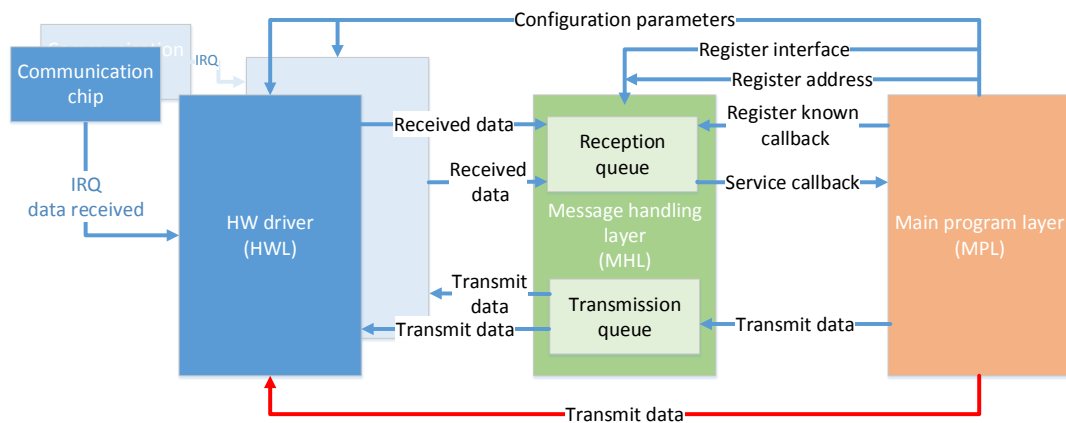 Configuration parameters
Communication
IRQ
Register interface
Communication
chip
Register address
Received data
Reception
queue
Register known
callback
Received
data
Service callback
IRQ
data received
HW driver
(HWL)
Message handling
layer
(MHL)
Main program layer
(MPL)
Transmit
data
Transmission
queue
Transmit data
Transmit data
Transmit data